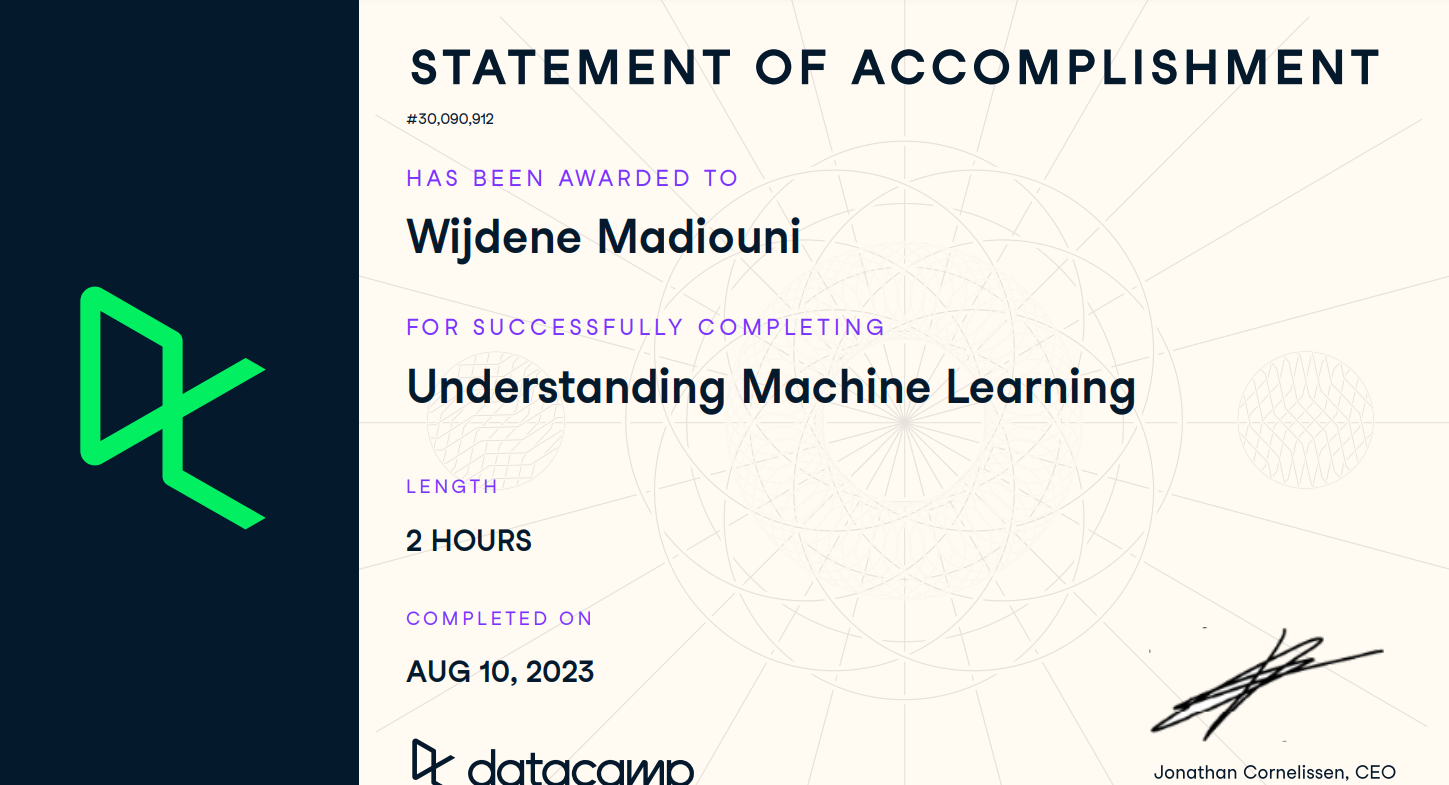 STATEMENT OF ACCOMPLISHMENT
#30,090,912
HAS BEEN AWARDED TO
Wijdene Madiouni
FOR SUCCESSFULLY COMPLETING
Understanding Machine Learning
LENGTH
2 HOURS
COMPLETED ON
AUG 10, 2023
datacamp
Jonathan Cornelissen, CEO